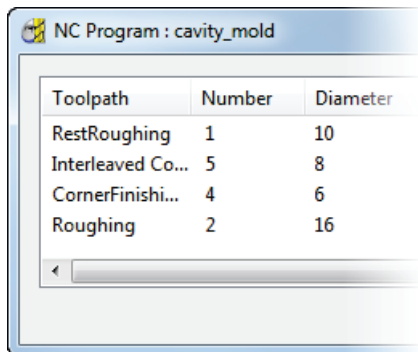 NC Program : cavity_mold
Toolpath Number Diameter
RestRoughing 1 10
Interleaved Co... 5 8
CornerFinishi... 4 6
Roughing 2 16